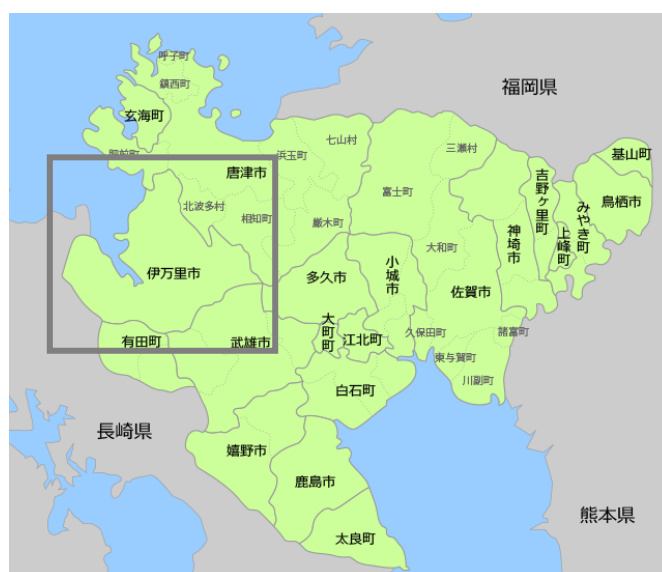 呼子町
鎮西町
福岡県
玄海町
七山村
三瀬村
基山町
肥前町
浜玉町
唐津市
吉野ヶ里町
鳥栖市
富士町
みやき町
北波多村
相知町
厳木町
上峰町
神埼市
大和町
小城市
伊万里市
多久市
佐賀市
大町町
江北町
久保田町
諸富町
有田町
武雄市
東与賀町
川副町
白石町
長崎県
嬉野市
鹿島市
熊本県
太良町